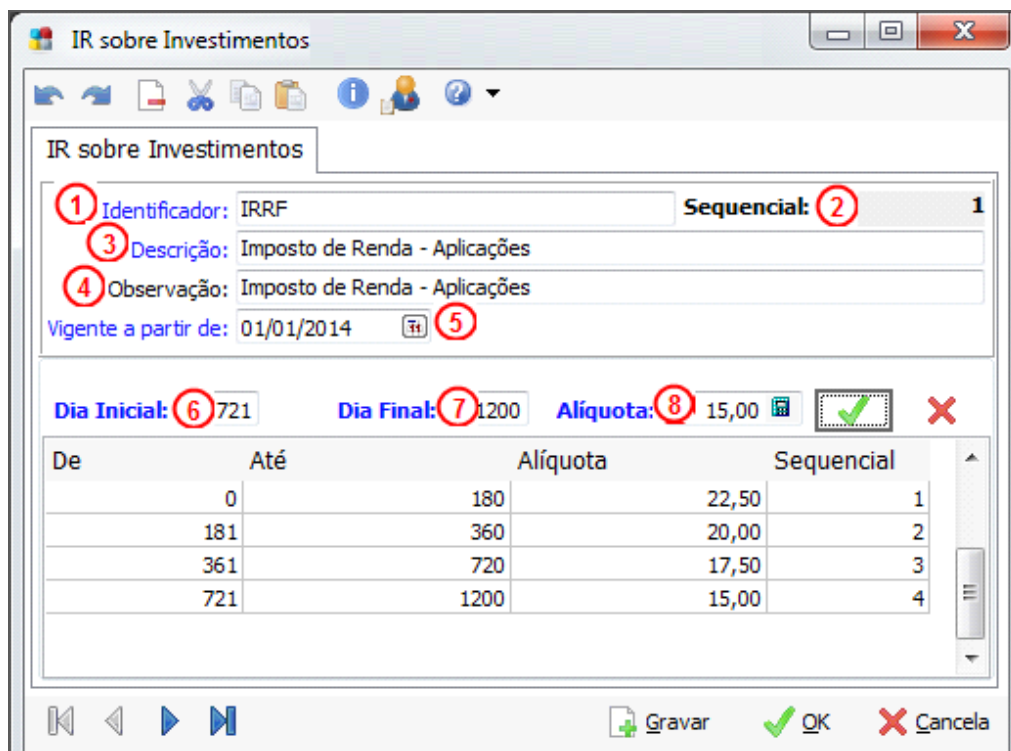 IR sobre Investimentos
IR sobre Investimentos
1 Identificador: IRRF Sequencial: 2 1
3 Descrição: Imposto de Renda - Aplicações
4 Observação: Imposto de Renda - Aplicações
Vigente a partir de: 01/01/2014 5
Dia Inicial: 6 721 Dia Final: 7 1200 Alíquota: 8 15,00
De Até Alíquota Sequencial
0 180 22,50 1
181 360 20,00 2
361 720 17,50 3
721 1200 15,00 4
Gravar OK Cancela